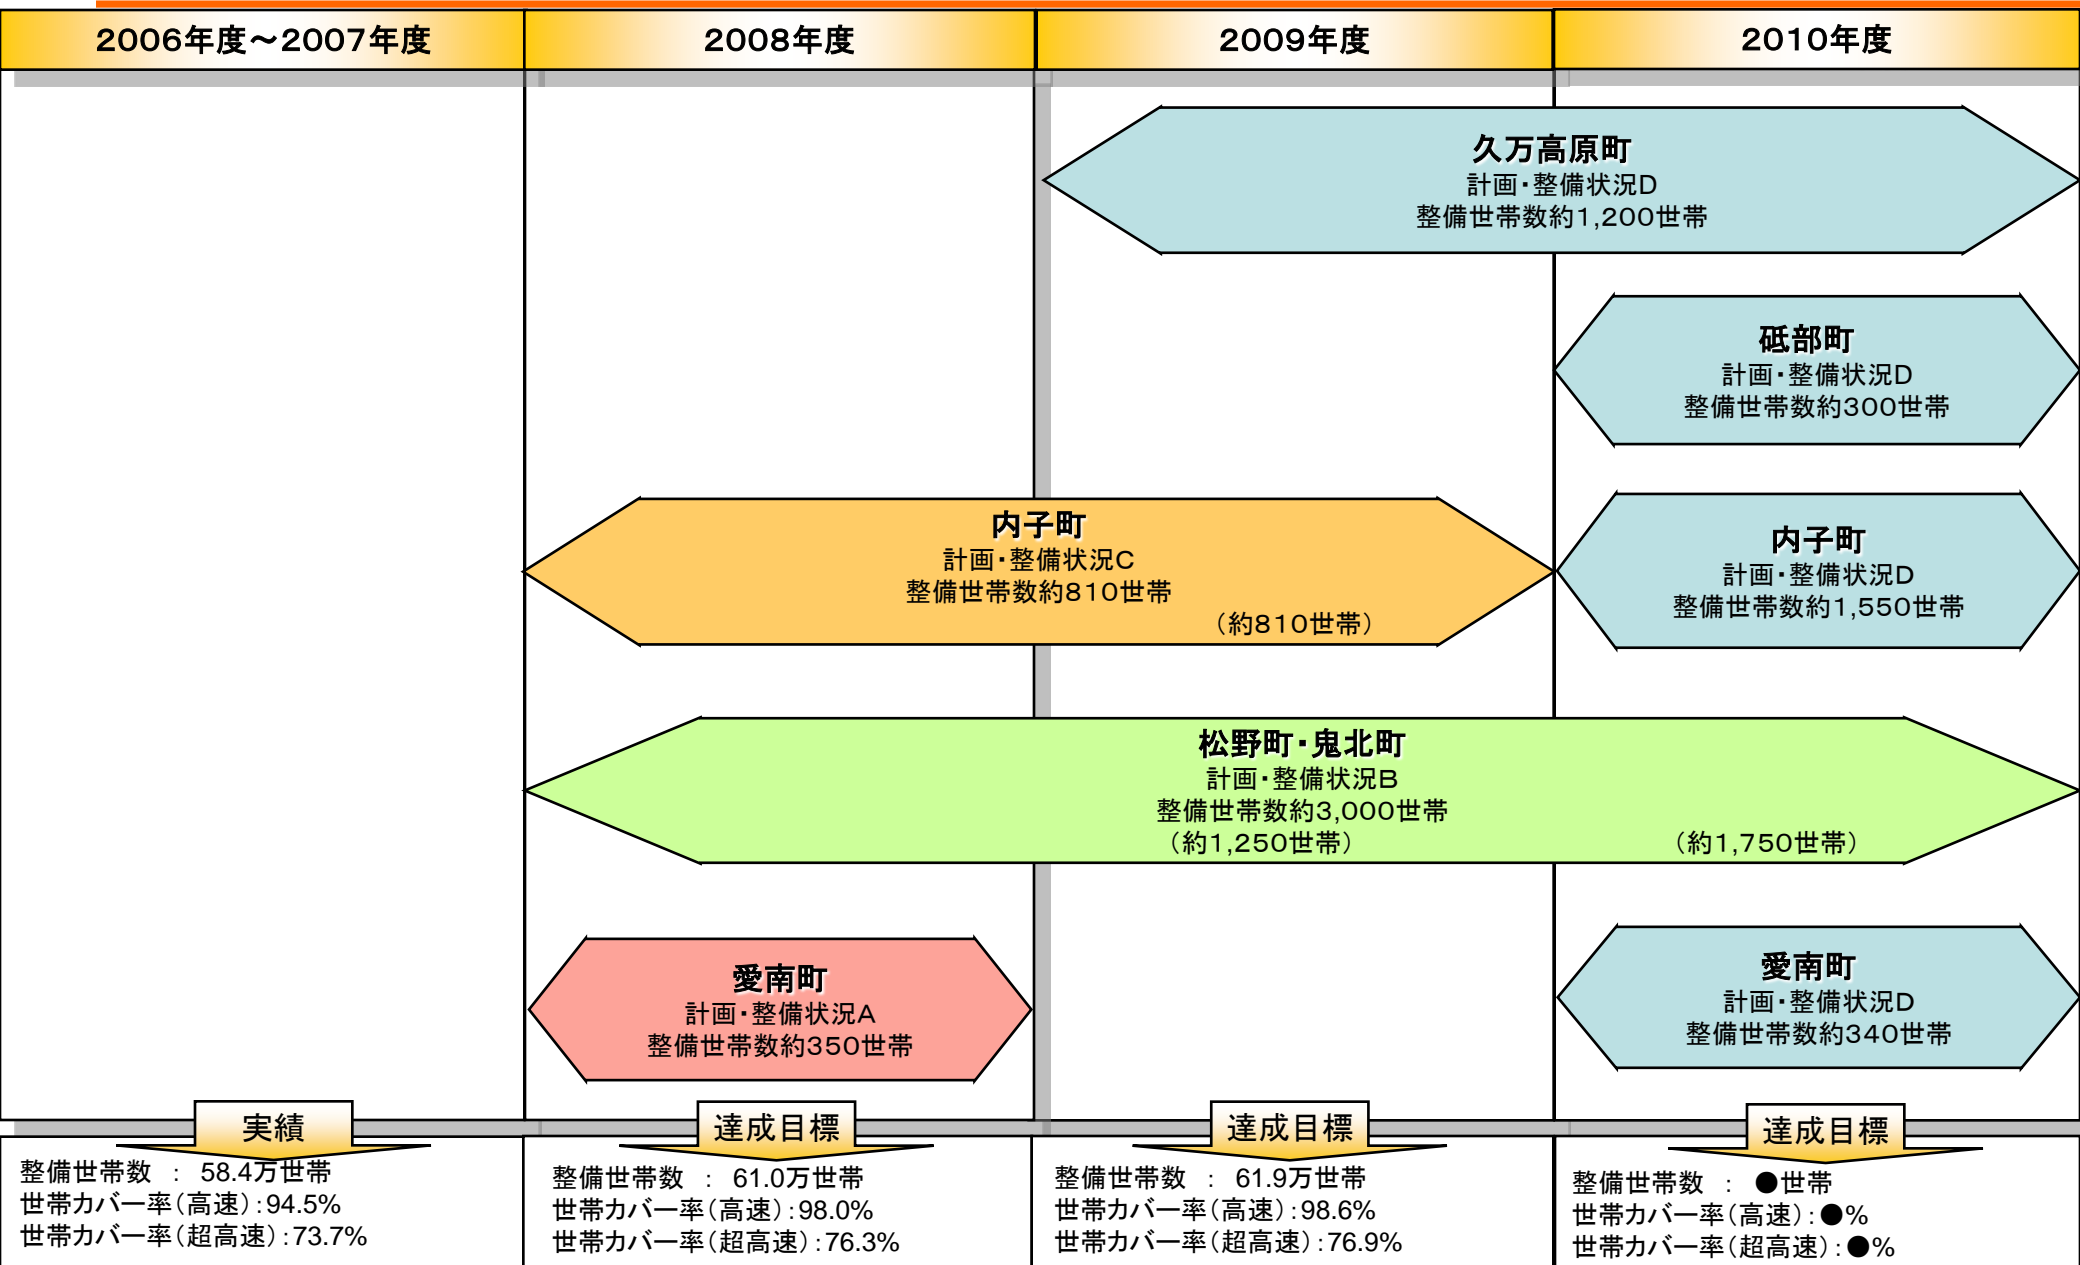 2006年度～2007年度
2008年度
2009年度
2010年度
久万高原町
計画・整備状況D
整備世帯数約1,200世帯
砥部町
計画・整備状況D
整備世帯数約300世帯
内子町
計画・整備状況C
整備世帯数約810世帯
（約810世帯）
内子町
計画・整備状況D
整備世帯数約1,550世帯
松野町・鬼北町
計画・整備状況B
整備世帯数約3,000世帯
（約1,250世帯）
（約1,750世帯）
愛南町
計画・整備状況A
整備世帯数約350世帯
愛南町
計画・整備状況D
整備世帯数約340世帯
実績
整備世帯数 ： 58.4万世帯
世帯カバー率（高速）：94.5%
世帯カバー率（超高速）：73.7%
達成目標
整備世帯数 ： 61.0万世帯
世帯カバー率（高速）：98.0%
世帯カバー率（超高速）：76.3%
達成目標
整備世帯数 ： 61.9万世帯
世帯カバー率（高速）：98.6%
世帯カバー率（超高速）：76.9%
達成目標
整備世帯数 ： ●世帯
世帯カバー率（高速）：●%
世帯カバー率（超高速）：●%